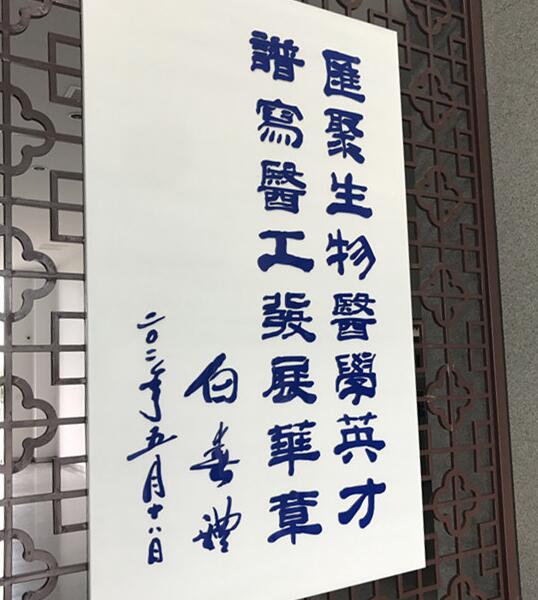 匯聚生物醫學英才
譜寫醫工發展華章
白春禮
二〇一二年五月十八日